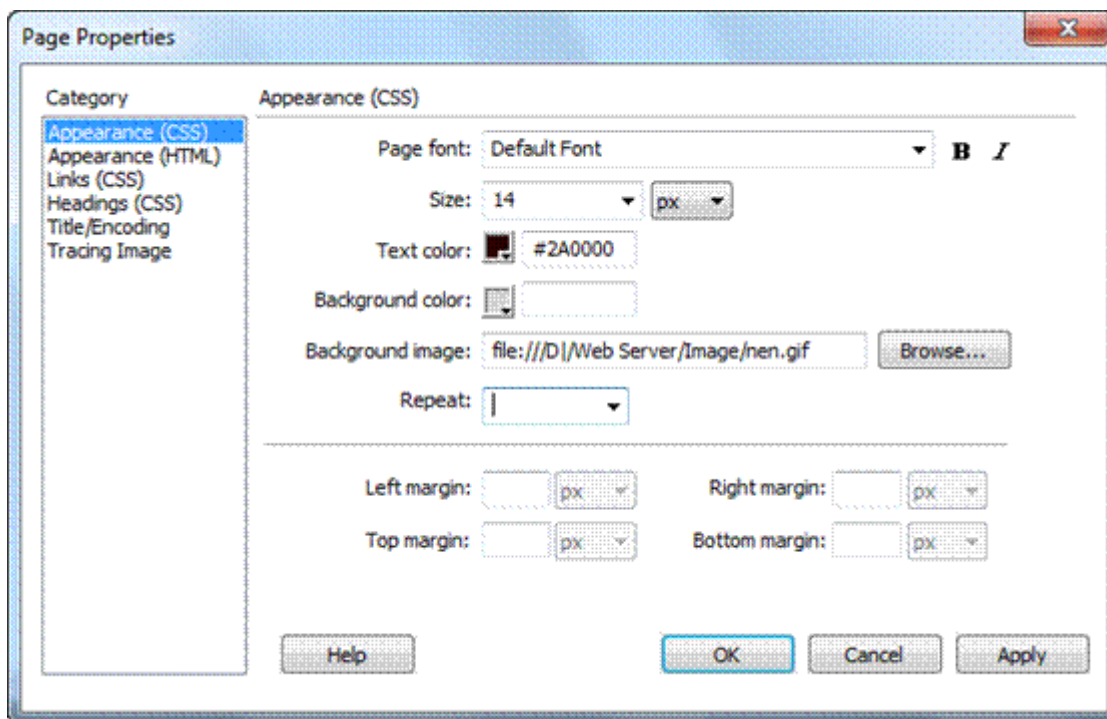 Page Properties
Category
Appearance (CSS)
Appearance (HTML)
Links (CSS)
Headings (CSS)
Title/Encoding
Tracing Image
Appearance (CSS)
Page font: Default Font B I
Size: 14 px
Text color: #2A0000
Background color:
Background image: file:///D|/Web Server/Image/nen.gif Browse...
Repeat:
Left margin: px Right margin: px
Top margin: px Bottom margin: px
Help OK Cancel Apply